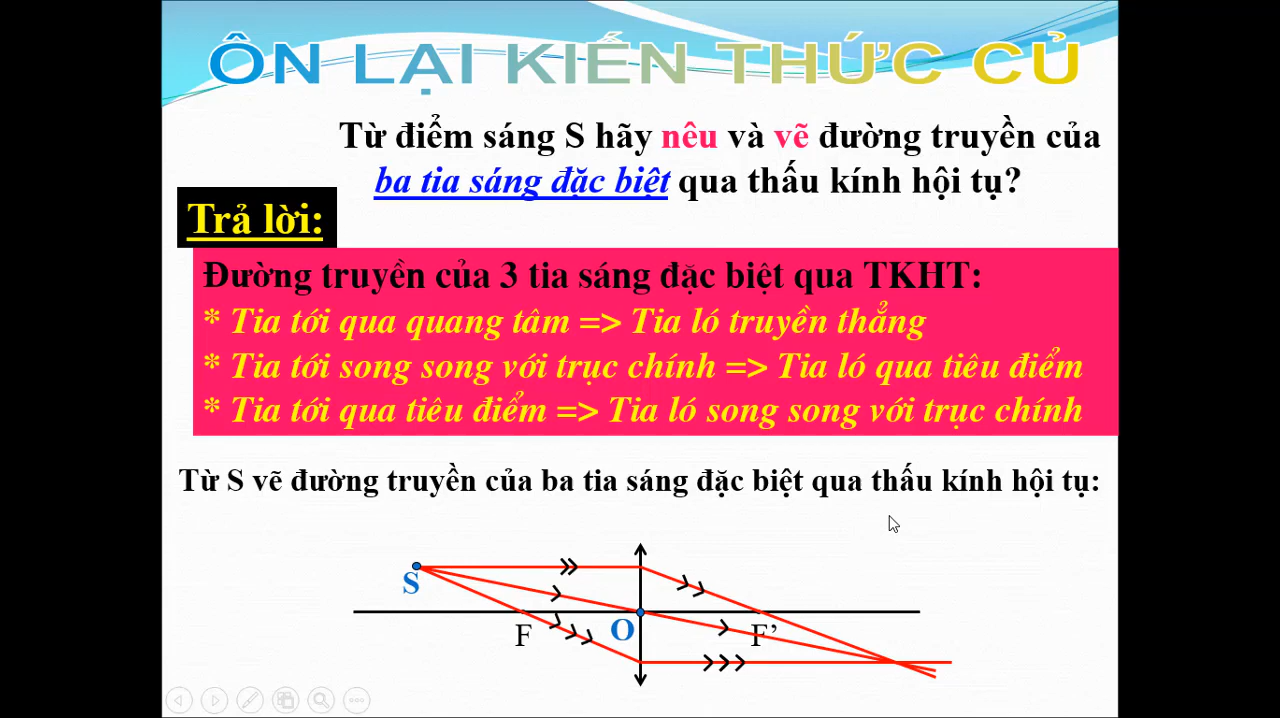 ÔN LẠI KIẾN THỨC CỦ
Từ điểm sáng S hãy nêu và vẽ đường truyền của
ba tia sáng đặc biệt qua thấu kính hội tụ?
Trả lời:
Đường truyền của 3 tia sáng đặc biệt qua TKHT:
* Tia tới qua quang tâm => Tia ló truyền thẳng
* Tia tới song song với trục chính => Tia ló qua tiêu điểm
* Tia tới qua tiêu điểm => Tia ló song song với trục chính
Từ S vẽ đường truyền của ba tia sáng đặc biệt qua thấu kính hội tụ:
S
F O F’